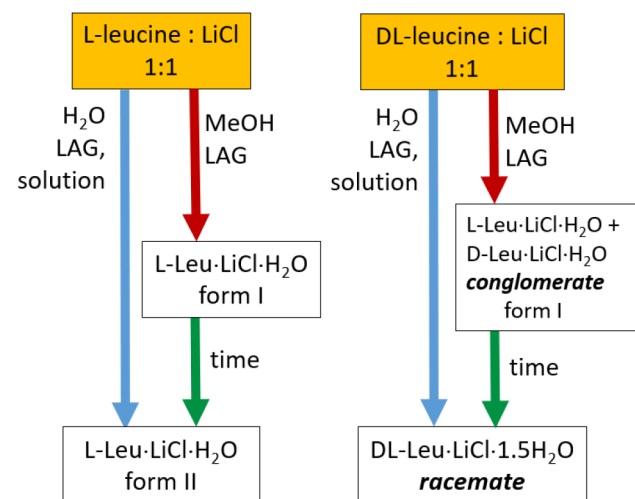 L-leucine : LiCl
1:1
H₂O
LAG,
solution
MeOH
LAG
L-Leu·LiCl·H₂O
form I
time
L-Leu·LiCl·H₂O
form II
DL-leucine : LiCl
1:1
H₂O
LAG,
solution
MeOH
LAG
L-Leu·LiCl·H₂O +
D-Leu·LiCl·H₂O
conglomerate
form I
time
DL-Leu·LiCl·1.5H₂O
racemate